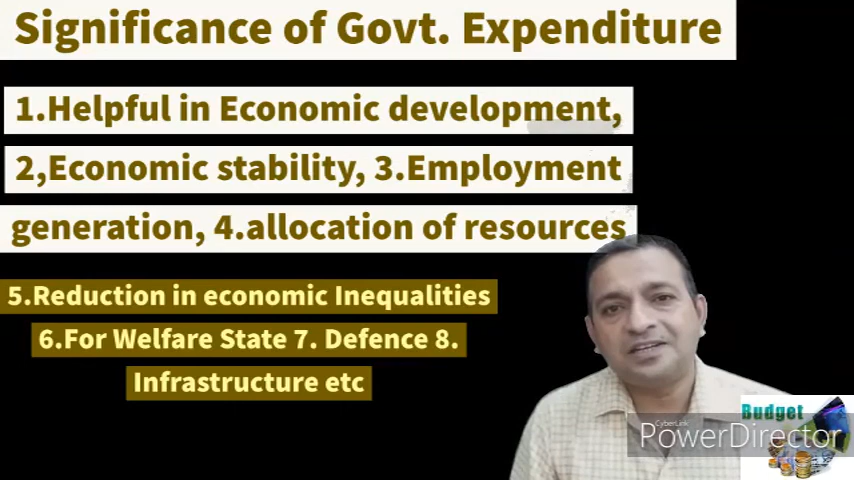 Significance of Govt. Expenditure
1.Helpful in Economic development,
2,Economic stability, 3.Employment
generation, 4.allocation of resources
5.Reduction in economic Inequalities
6.For Welfare State 7. Defence 8.
Infrastructure etc
Budget
CyberLink
PowerDirector